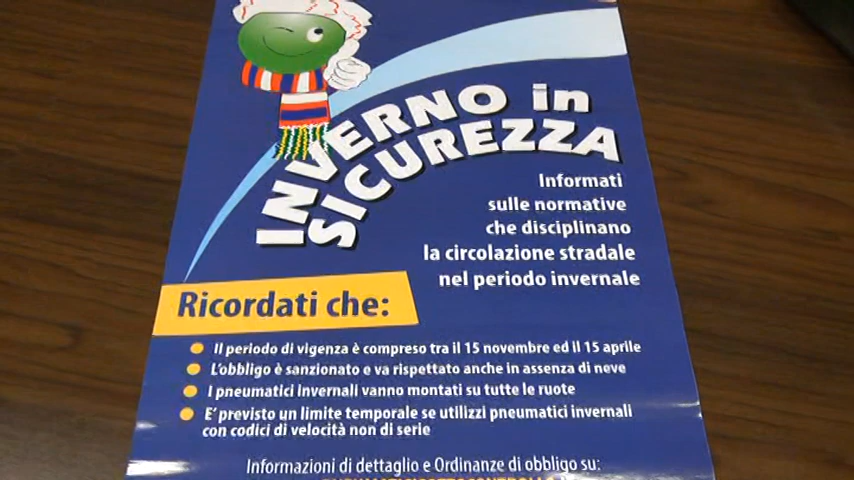 INVERNO in
SICUREZZA
Informati
sulle normative
che disciplinano
la circolazione stradale
nel periodo invernale
Ricordati che:
Il periodo di vigenza è compreso tra il 15 novembre ed il 15 aprile
L'obbligo è sanzionato e va rispettato anche in assenza di neve
I pneumatici Invernali vanno montati su tutte le ruote
E' previsto un limite temporale se utilizzi pneumatici invernali
con codici di velocità non di serie
Informazioni di dettaglio e Ordinanze di obbligo su: